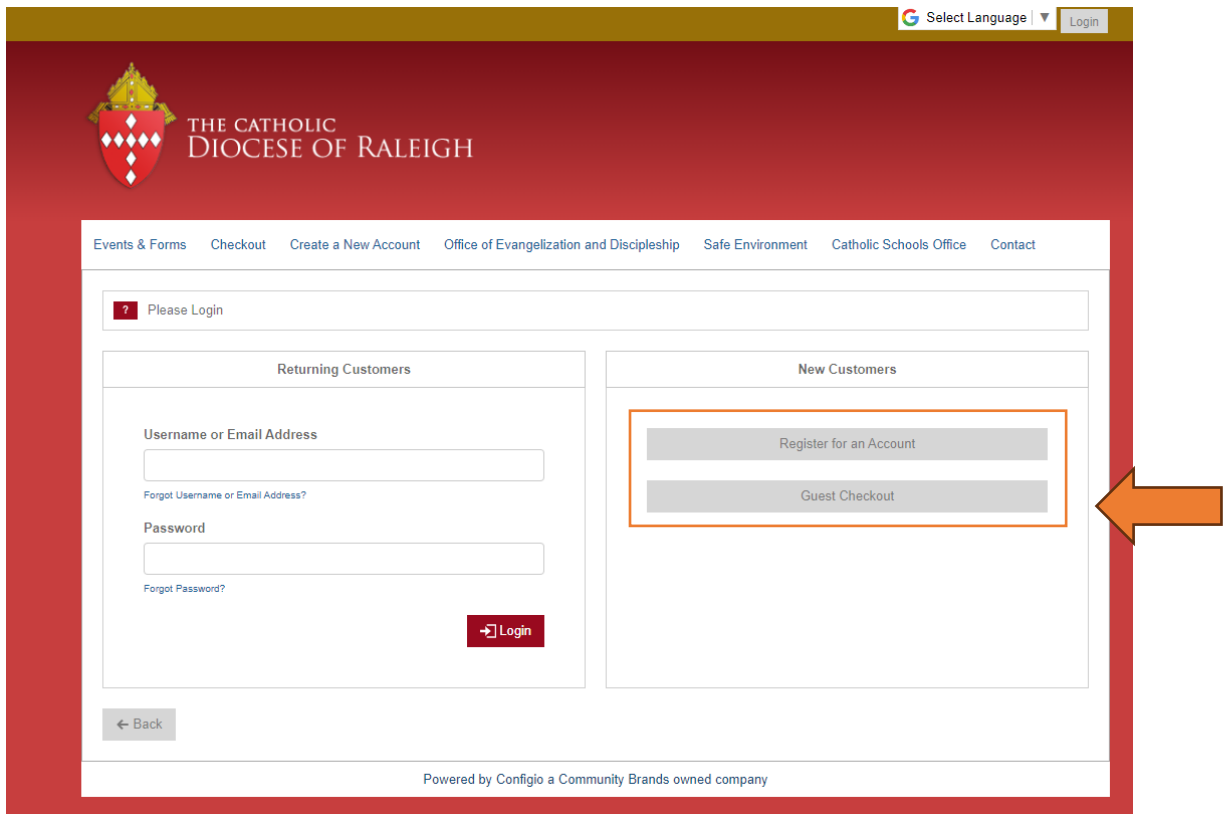 Select Language ▼
Login
THE CATHOLIC
DIOCESE OF RALEIGH
Events & Forms Checkout Create a New Account Office of Evangelization and Discipleship Safe Environment Catholic Schools Office Contact
? Please Login
Returning Customers
Username or Email Address
Forgot Username or Email Address?
Password
Forgot Password?
Login
New Customers
Register for an Account
Guest Checkout
← Back
Powered by Configio a Community Brands owned company